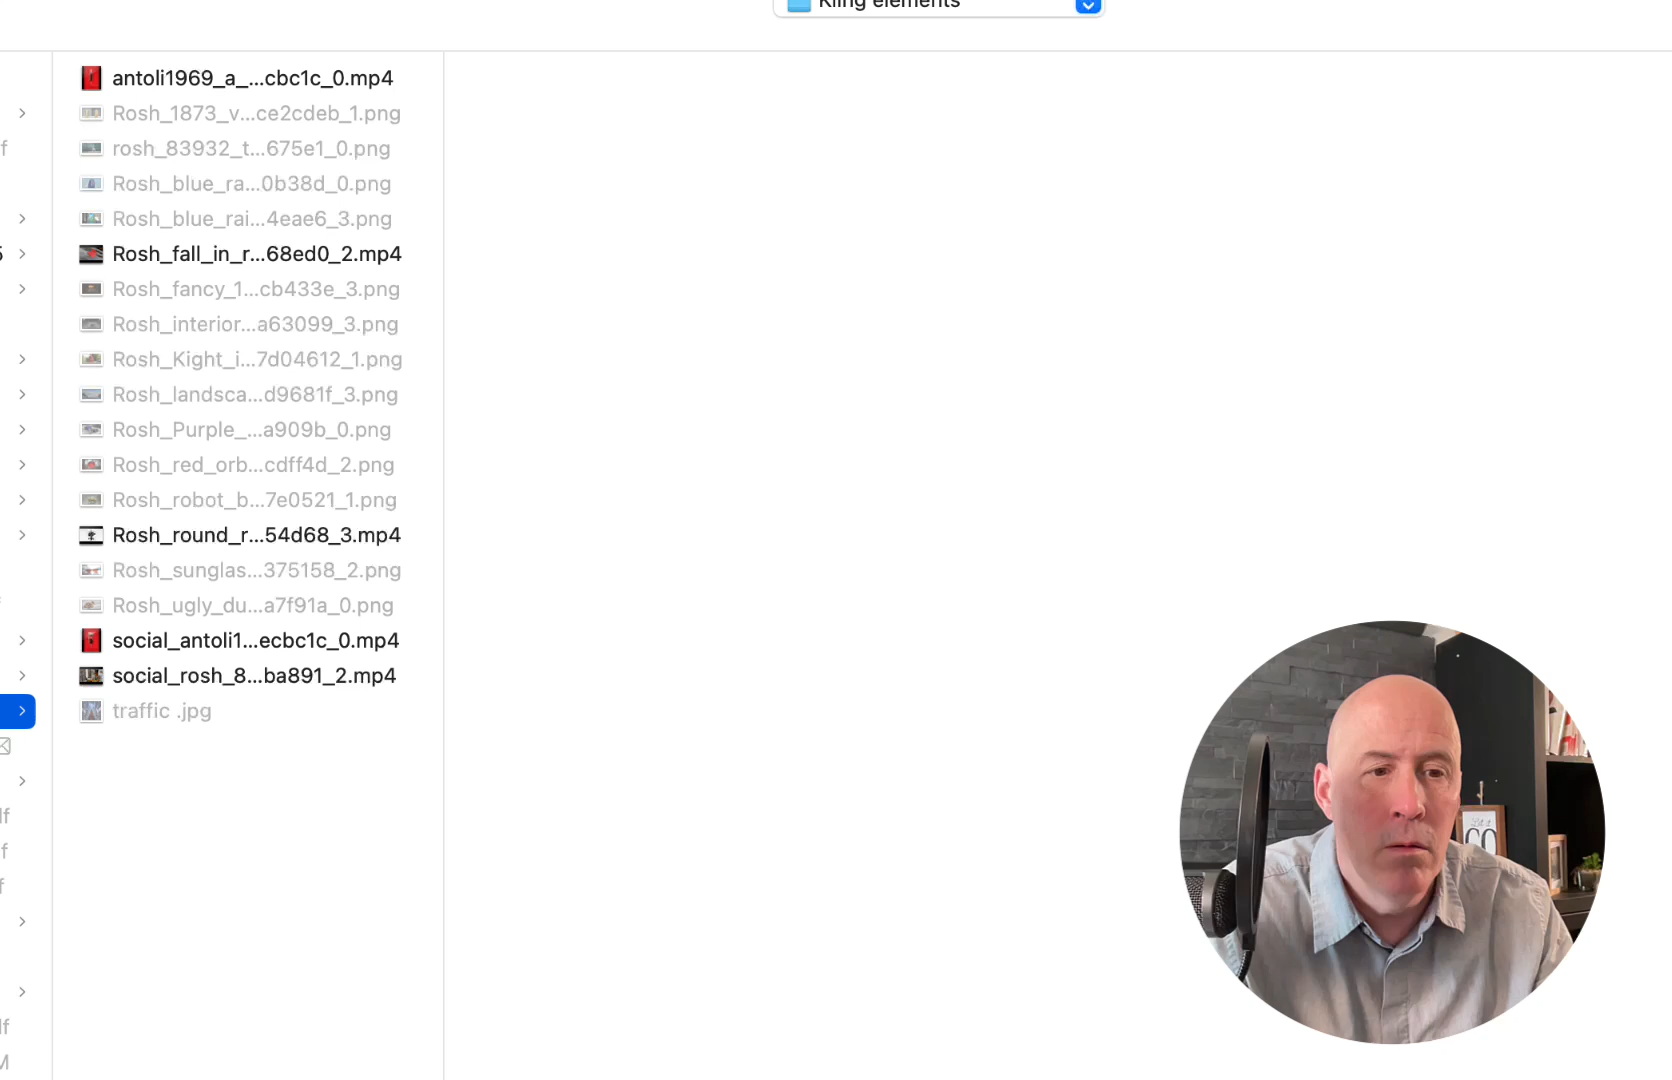 Kling elements
antoli1969_a_...cbc1c_0.mp4
Rosh_1873_v...ce2cdeb_1.png
rosh_83932_t...675e1_0.png
Rosh_blue_ra...0b38d_0.png
Rosh_blue_rai...4eae6_3.png
Rosh_fall_in_r...68ed0_2.mp4
Rosh_fancy_1...cb433e_3.png
Rosh_interior...a63099_3.png
Rosh_Kight_i...7d04612_1.png
Rosh_landsca...d9681f_3.png
Rosh_Purple_...a909b_0.png
Rosh_red_orb...cdff4d_2.png
Rosh_robot_b...7e0521_1.png
Rosh_round_r...54d68_3.mp4
Rosh_sunglas...375158_2.png
Rosh_ugly_du...a7f91a_0.png
social_antoli1...ecbc1c_0.mp4
social_rosh_8...ba891_2.mp4
traffic .jpg